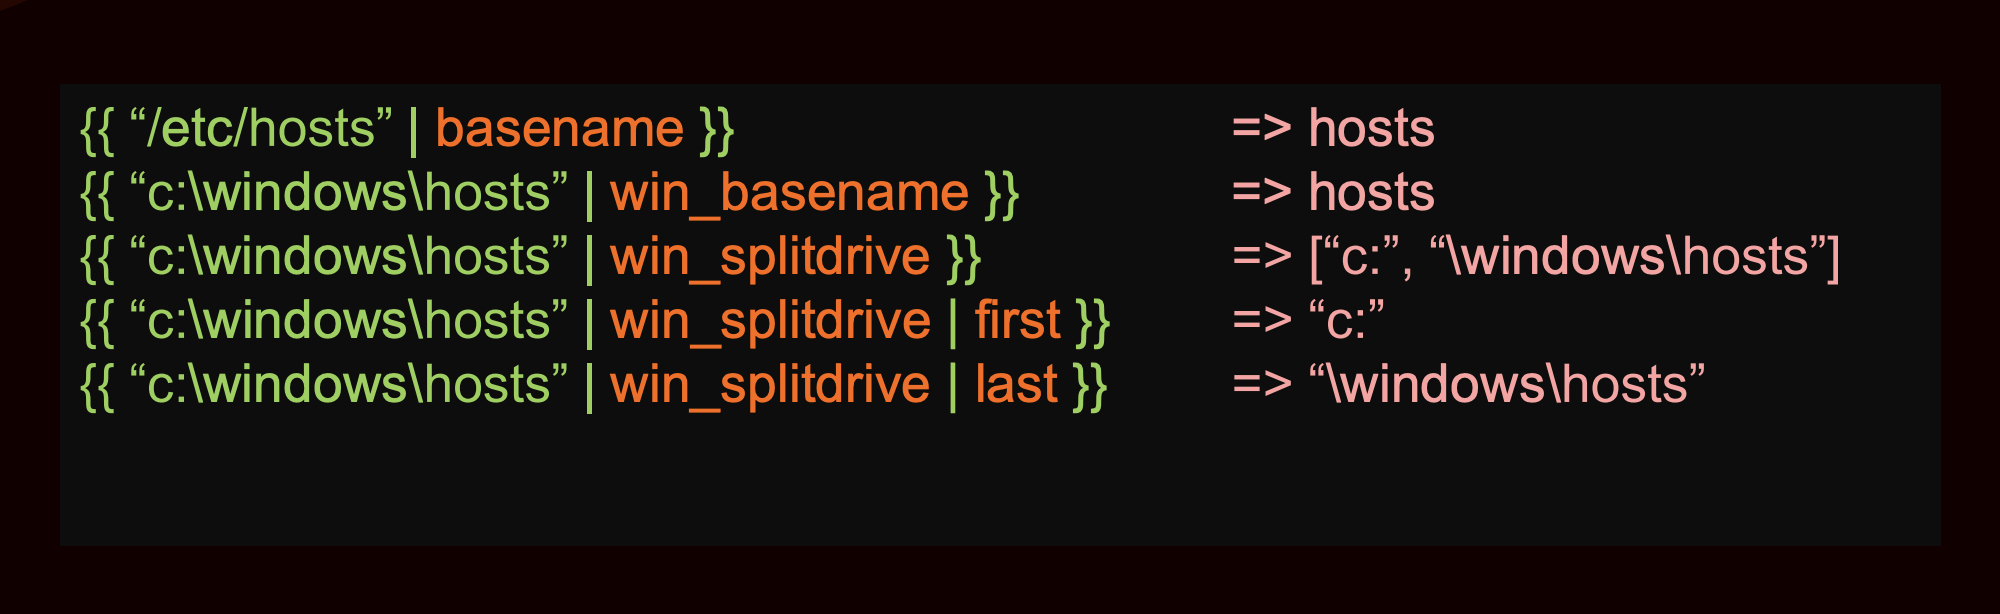 {{ “/etc/hosts” | basename }} => hosts
{{ “c:\windows\hosts” | win_basename }} => hosts
{{ “c:\windows\hosts” | win_splitdrive }} => [“c:”, “\windows\hosts”]
{{ “c:\windows\hosts” | win_splitdrive | first }} => “c:”
{{ “c:\windows\hosts” | win_splitdrive | last }} => “\windows\hosts”